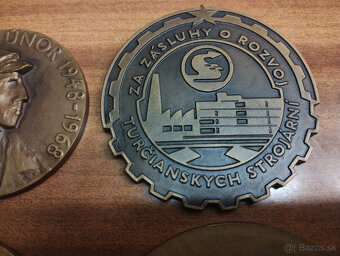 ÚNOR 1948-1968
ZA ZÁSLUHY O ROZVOJ
TURČIANSKYCH STROJÁRNÍ
Bazos.sk